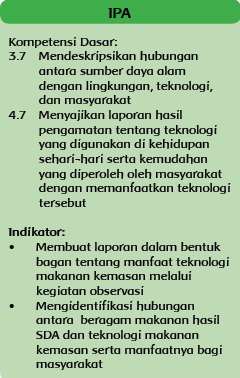 IPA
Kompetensi Dasar:
3.7 Mendeskripsikan hubungan
antara sumber daya alam
dengan lingkungan, teknologi,
dan masyarakat
4.7 Menyajikan laporan hasil
pengamatan tentang teknologi
yang digunakan di kehidupan
sehari-hari serta kemudahan
yang diperoleh oleh masyarakat
dengan memanfaatkan teknologi
tersebut
Indikator:
• Membuat laporan dalam bentuk
bagan tentang manfaat teknologi
makanan kemasan melalui
kegiatan observasi
• Mengidentifikasi hubungan
antara beragam makanan hasil
SDA dan teknologi makanan
kemasan serta manfaatnya bagi
masyarakat